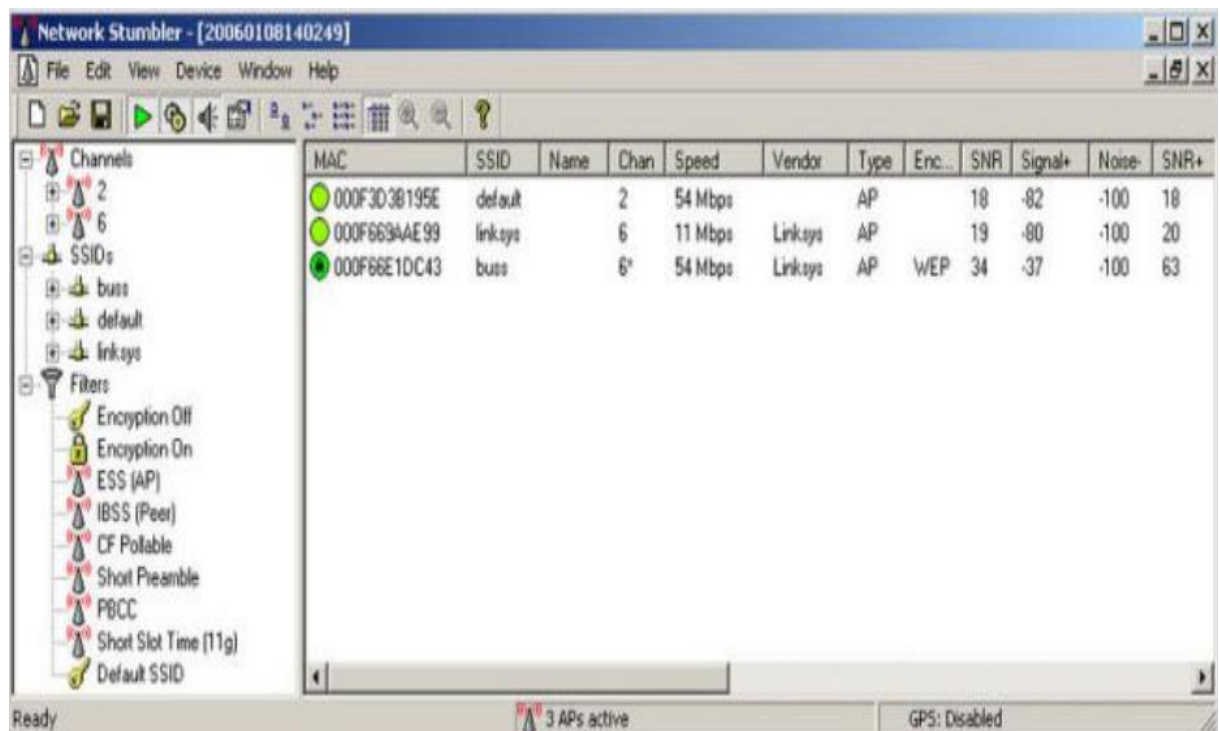 Network Stumbler - [20060108140249]
File Edit View Device Window Help
Channels
2
6
SSIDs
buss
default
linksys
Filters
Encryption Off
Encryption On
ESS (AP)
IBSS (Peer)
CF Pollable
Short Preamble
PBCC
Short Slot Time (11g)
Default SSID
MAC SSID Name Chan Speed Vendor Type Enc... SNR Signal+ Noise- SNR+
000F3D38195E default 2 54 Mbps AP 18 -82 -100 18
000F669AAE99 linksys 6 11 Mbps Linksys AP 19 -80 -100 20
000F66E1DC43 buss 6* 54 Mbps Linksys AP WEP 34 -37 -100 63
Ready 3 APs active GPS: Disabled